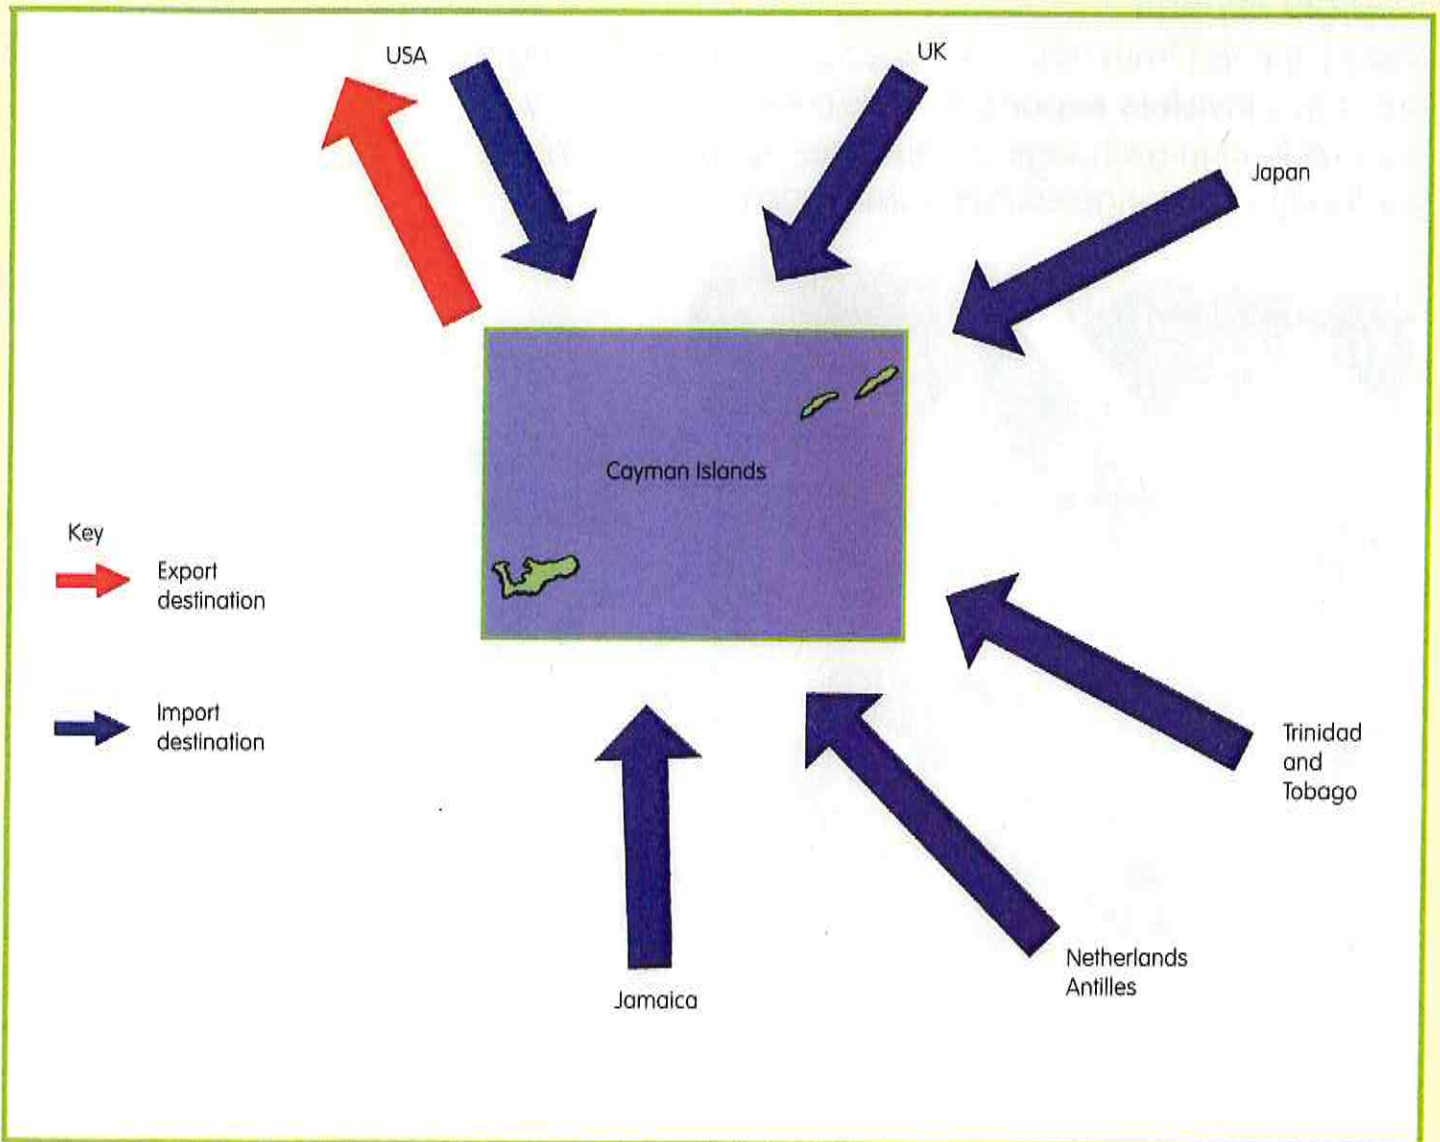 USA
UK
Japan
Cayman Islands
Key
Export
destination
Import
destination
Trinidad
and
Tobago
Netherlands
Antilles
Jamaica